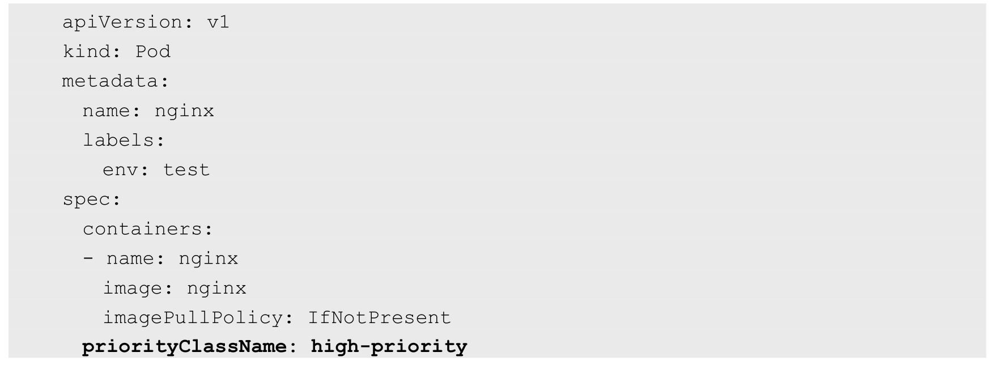 apiVersion: v1
kind: Pod
metadata:
  name: nginx
  labels:
    env: test
spec:
  containers:
  - name: nginx
    image: nginx
    imagePullPolicy: IfNotPresent
  priorityClassName: high-priority